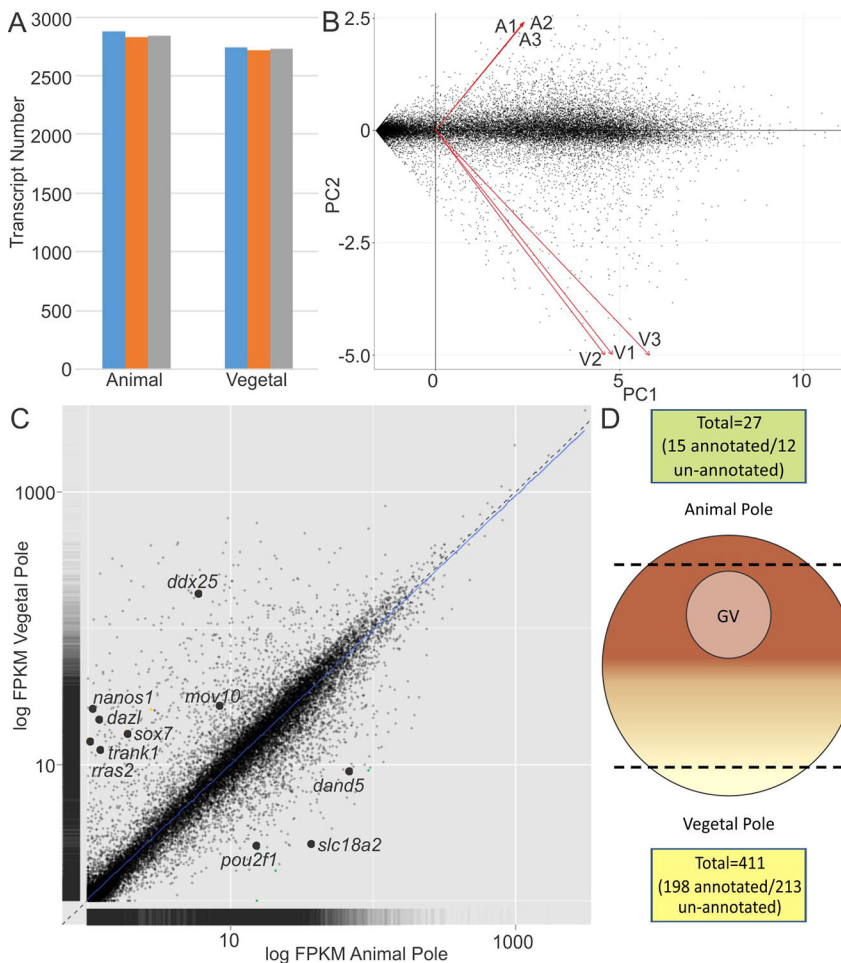 A
3000
2500
2000
1500
1000
500
0
Transcript Number
Animal
Vegetal
B
2.5
0
-2.5
-5.0
PC2
A1
A2
A3
V3
V2
V1
0
5
10
PC1
C
1000
10
log FPKM Vegetal Pole
ddx25
nanos1
mov10
dazl
sox7
trank1
rras2
dand5
pou2f1
slc18a2
10
1000
log FPKM Animal Pole
D
Total=27
(15 annotated/12
un-annotated)
Animal Pole
GV
Vegetal Pole
Total=411
(198 annotated/213
un-annotated)